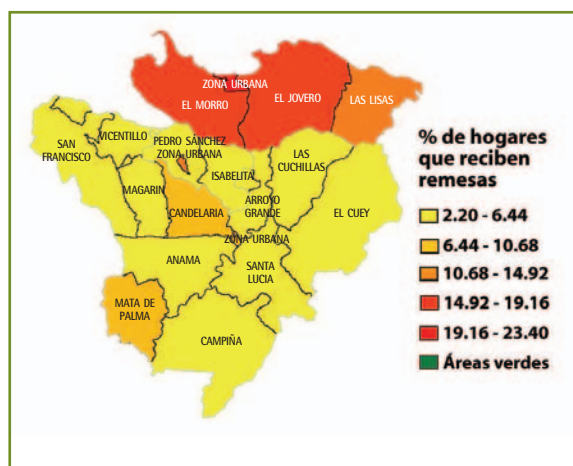 ZONA URBANA
EL MORRO
EL JOVERO
LAS LISAS
VICENTILLO
SAN
FRANCISCO
PEDRO SÁNCHEZ
ZONA URBANA
MAGARIN
ISABELITA
LAS
CUCHILLAS
CANDELARIA
ARROYO
GRANDE
EL CUEY
ZONA URBANA
ANAMA
SANTA
LUCIA
MATA DE
PALMA
CAMPIÑA
% de hogares
que reciben
remesas
2.20 - 6.44
6.44 - 10.68
10.68 - 14.92
14.92 - 19.16
19.16 - 23.40
Áreas verdes